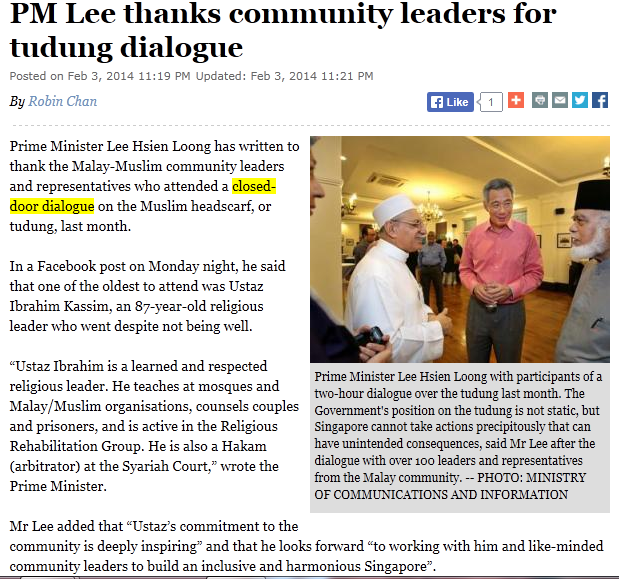 PM Lee thanks community leaders for
tudung dialogue
Posted on Feb 3, 2014 11:19 PM Updated: Feb 3, 2014 11:21 PM
By Robin Chan
Like 1
Prime Minister Lee Hsien Loong has written to
thank the Malay-Muslim community leaders
and representatives who attended a closed-
door dialogue on the Muslim headscarf, or
tudung, last month.
In a Facebook post on Monday night, he said
that one of the oldest to attend was Ustaz
Ibrahim Kassim, an 87-year-old religious
leader who went despite not being well.
“Ustaz Ibrahim is a learned and respected
religious leader. He teaches at mosques and
Malay/Muslim organisations, counsels couples
and prisoners, and is active in the Religious
Rehabilitation Group. He is also a Hakam
(arbitrator) at the Syariah Court,” wrote the
Prime Minister.
Prime Minister Lee Hsien Loong with participants of a
two-hour dialogue over the tudung last month. The
Government's position on the tudung is not static, but
Singapore cannot take actions precipitously that can
have unintended consequences, said Mr Lee after the
dialogue with over 100 leaders and representatives
from the Malay community. -- PHOTO: MINISTRY
OF COMMUNICATIONS AND INFORMATION
Mr Lee added that “Ustaz’s commitment to the
community is deeply inspiring” and that he looks forward “to working with him and like-minded
community leaders to build an inclusive and harmonious Singapore”.